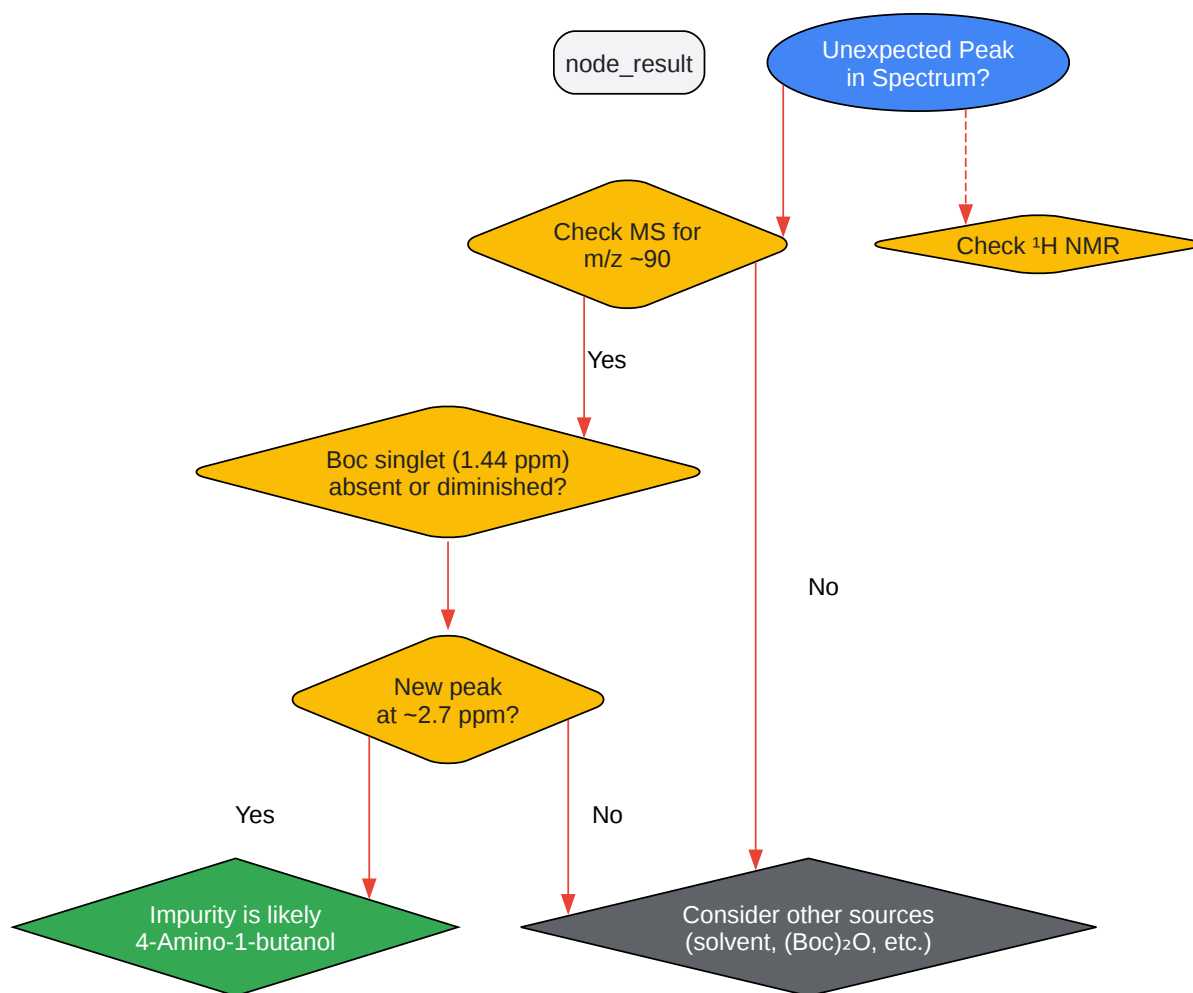 node_result
Unexpected Peak
in Spectrum?
Check MS for
m/z ~90
Check ¹H NMR
Yes
Boc singlet (1.44 ppm)
absent or diminished?
No
New peak
at ~2.7 ppm?
Yes
No
Impurity is likely
4-Amino-1-butanol
Consider other sources
(solvent, (Boc)₂O, etc.)